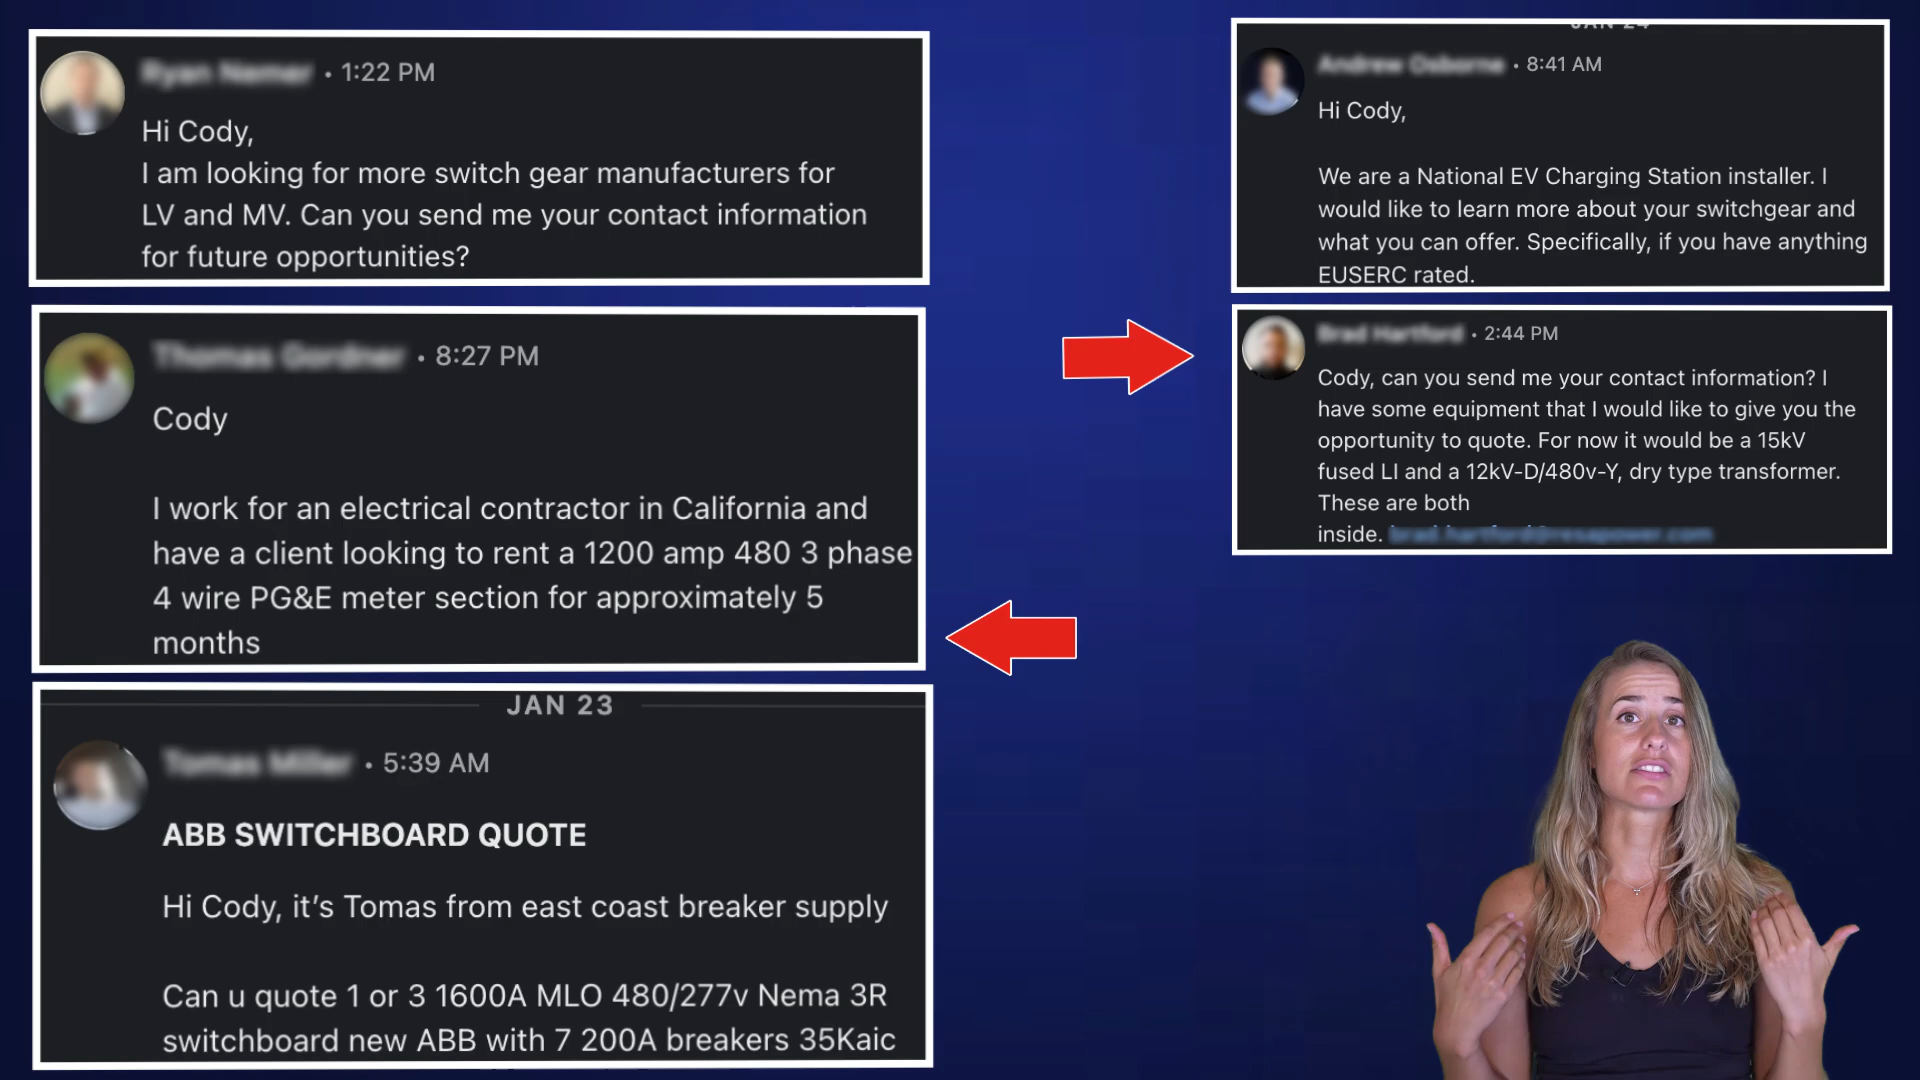 1:22 PM
Hi Cody,
I am looking for more switch gear manufacturers for
LV and MV. Can you send me your contact information
for future opportunities?
8:27 PM
Cody
I work for an electrical contractor in California and
have a client looking to rent a 1200 amp 480 3 phase
4 wire PG&E meter section for approximately 5
months
JAN 23
5:39 AM
ABB SWITCHBOARD QUOTE
Hi Cody, it's Tomas from east coast breaker supply
Can u quote 1 or 3 1600A MLO 480/277v Nema 3R
switchboard new ABB with 7 200A breakers 35Kaic
8:41 AM
Hi Cody,
We are a National EV Charging Station installer. I
would like to learn more about your switchgear and
what you can offer. Specifically, if you have anything
EUSERC rated.
2:44 PM
Cody, can you send me your contact information? I
have some equipment that I would like to give you the
opportunity to quote. For now it would be a 15kV
fused LI and a 12kV-D/480v-Y, dry type transformer.
These are both
inside.